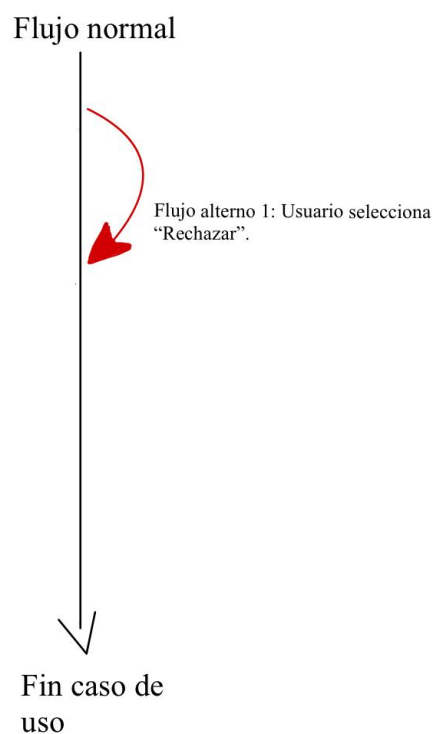 Flujo normal
Flujo alterno 1: Usuario selecciona
“Rechazar”.
Fin caso de
uso